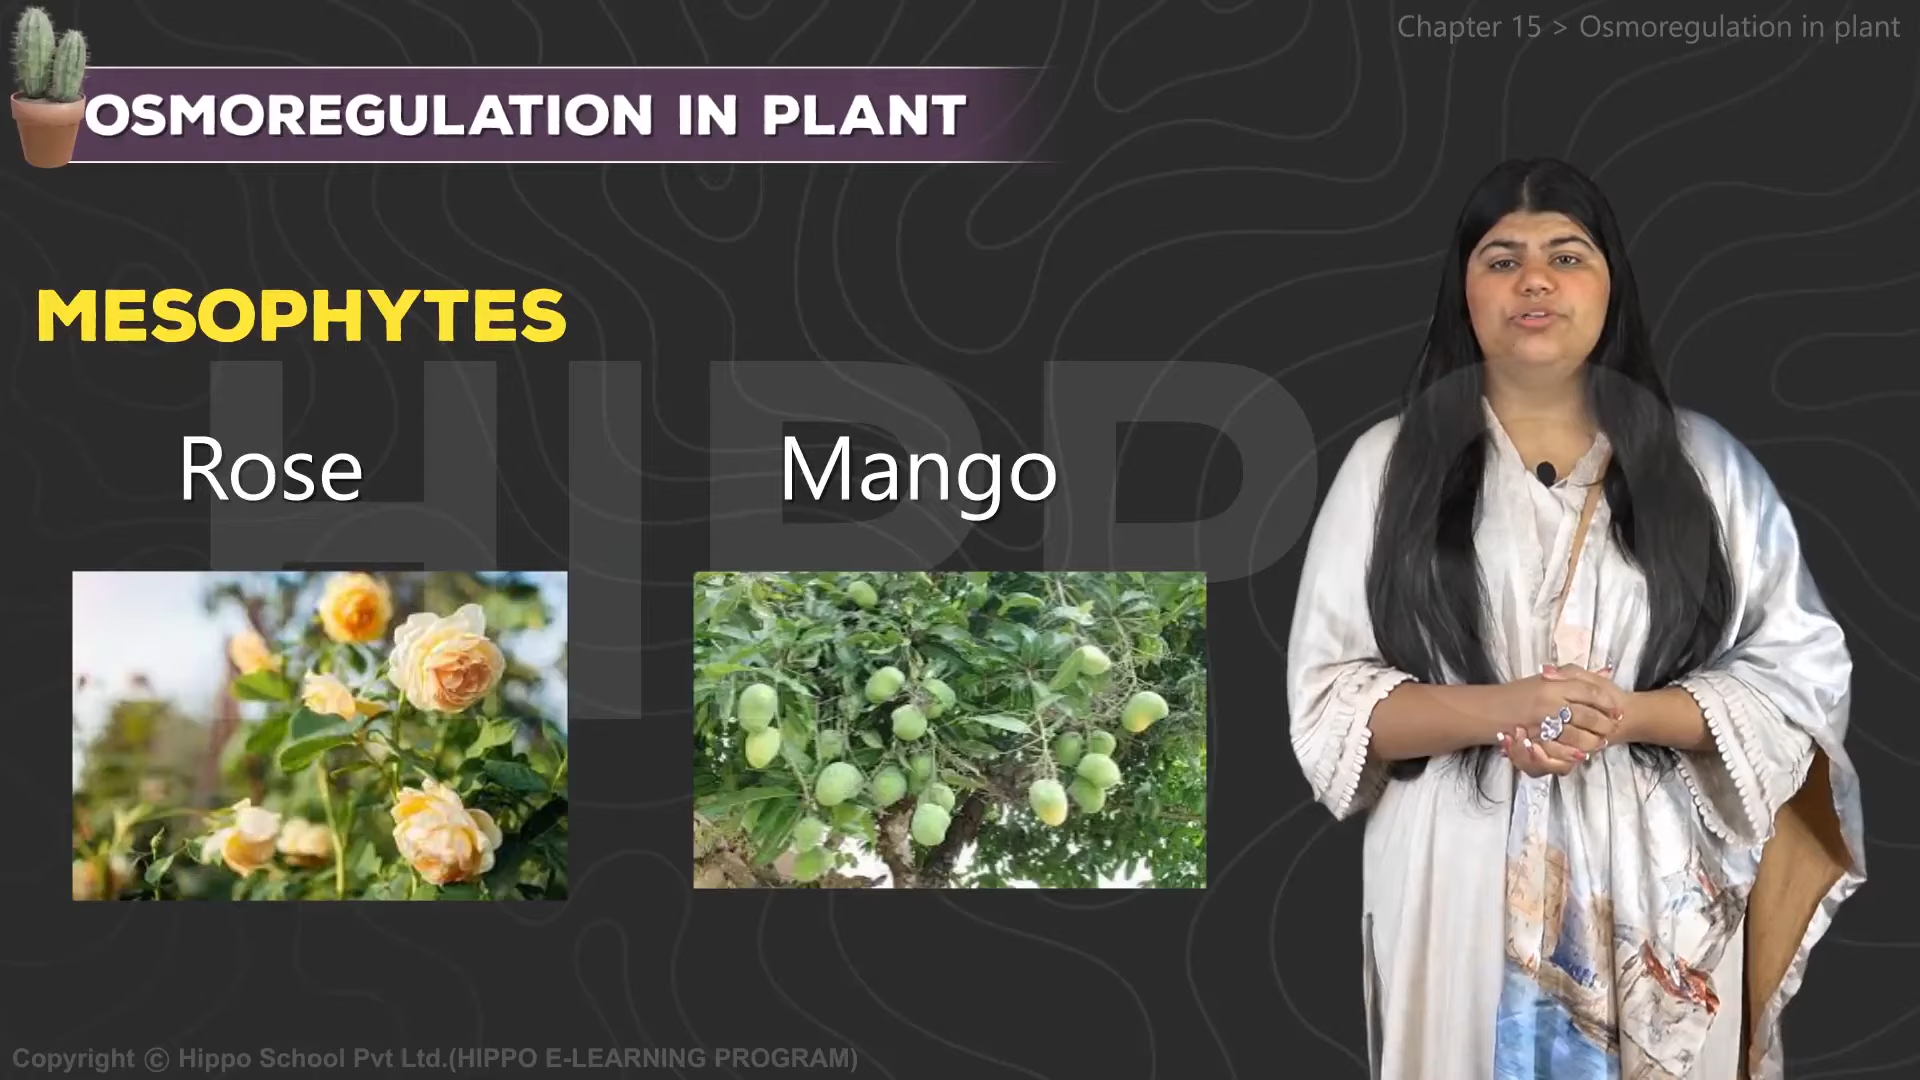 Chapter 15 > Osmoregulation in plant
OSMOREGULATION IN PLANT
MESOPHYTES
HIPPO
Rose
Mango
Copyright © Hippo School Pvt Ltd.(HIPPO E-LEARNING PROGRAM)